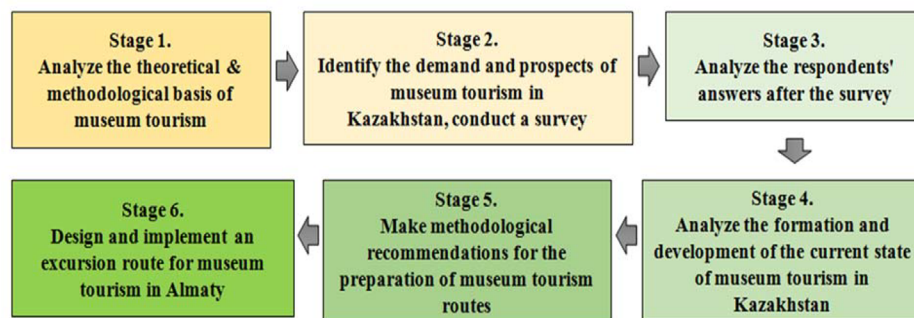 Stage 1.
Analyze the theoretical &
methodological basis of
museum tourism
Stage 2.
Identify the demand and prospects of
museum tourism in
Kazakhstan, conduct a survey
Stage 3.
Analyze the respondents'
answers after the survey
Stage 4.
Analyze the formation and
development of the current state
of museum tourism in
Kazakhstan
Stage 5.
Make methodological
recommendations for the
preparation of museum tourism
routes
Stage 6.
Design and implement an
excursion route for museum
tourism in Almaty